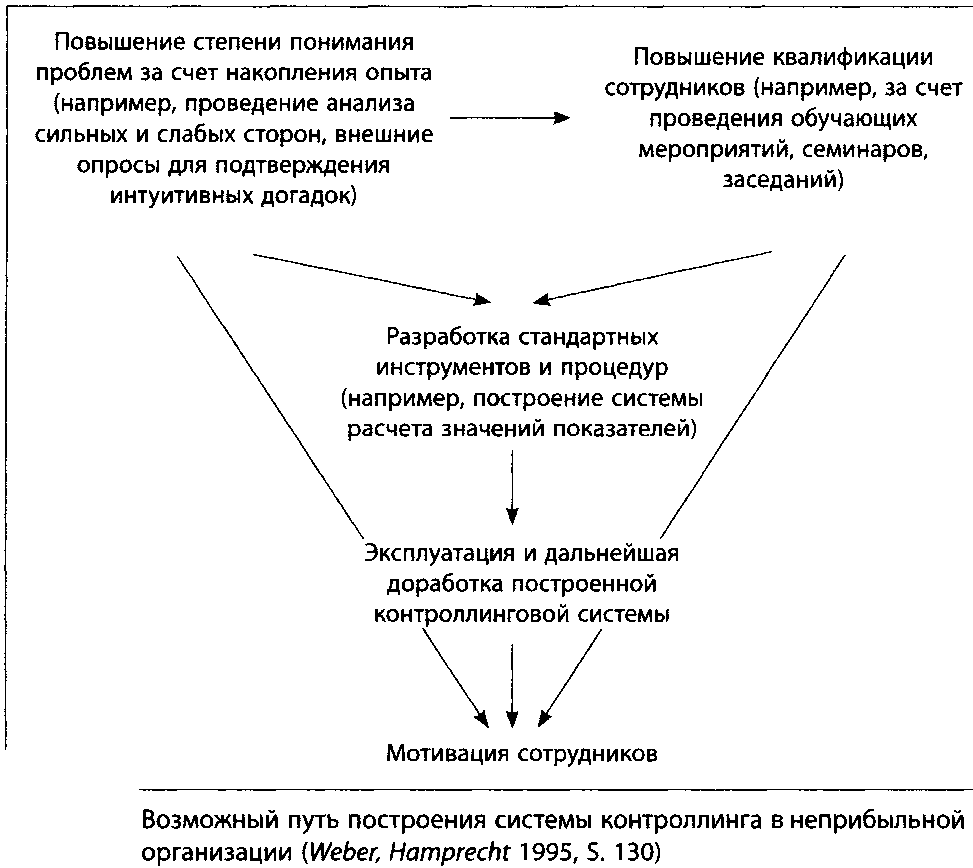 Повышение степени понимания
проблем за счет накопления опыта
(например, проведение анализа
сильных и слабых сторон, внешние
опросы для подтверждения
интуитивных догадок)
Повышение квалификации
сотрудников (например, за счет
проведения обучающих
мероприятий, семинаров,
заседаний)
Разработка стандартных
инструментов и процедур
(например, построение системы
расчета значений показателей)
Эксплуатация и дальнейшая
доработка построенной
контроллинговой системы
Мотивация сотрудников
Возможный путь построения системы контроллинга в неприбыльной
организации (Weber, Hamprecht 1995, S. 130)